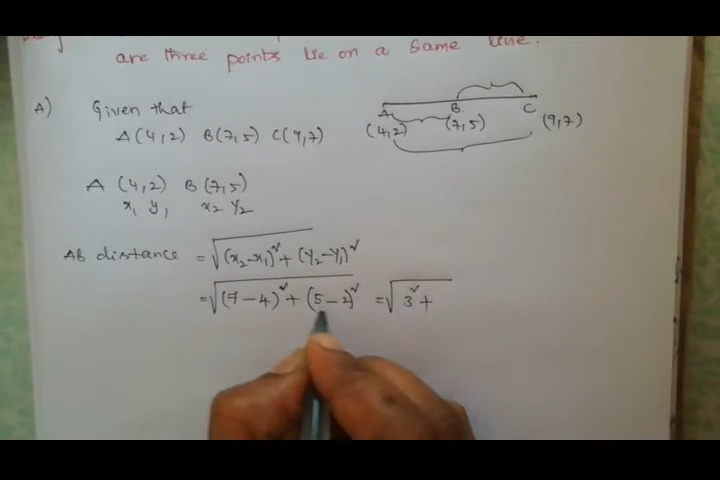 are three points lie on a same line.
A) Given that
A(4,2) B(7,5) C(9,7)
A B C
(4,2) (7,5) (9,7)
A (4,2) B(7,5)
x₁ y₁ x₂ y₂
AB distance = √(x₂-x₁)² + (y₂-y₁)²
= √(7-4)² + (5-2)² = √3² +